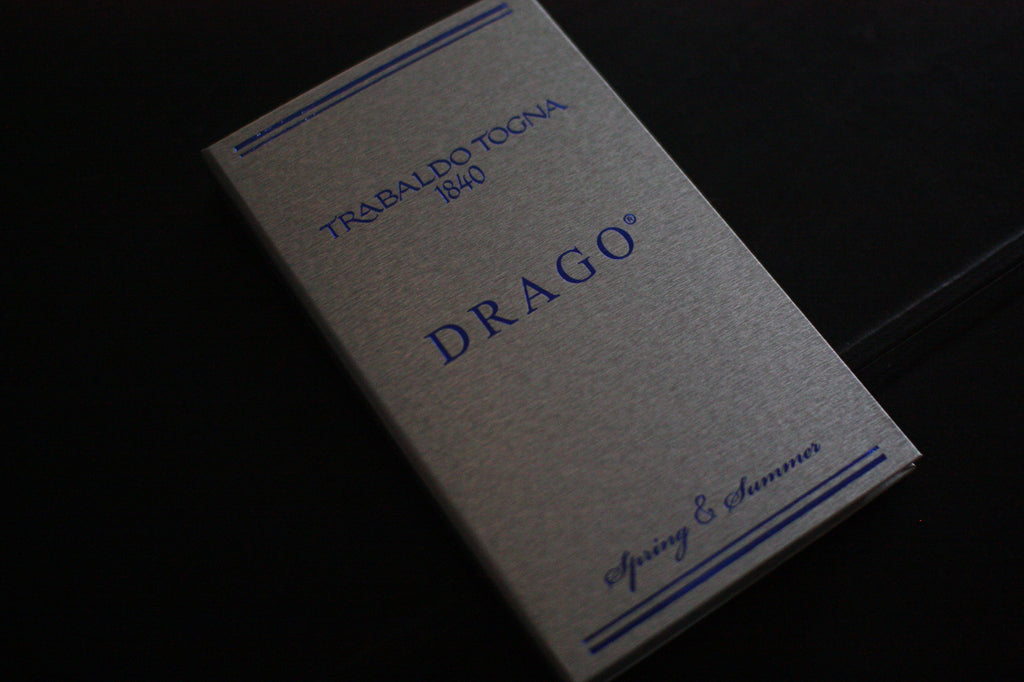 TRABALDO TOGNA
1840
DRAGO®
Spring & Summer